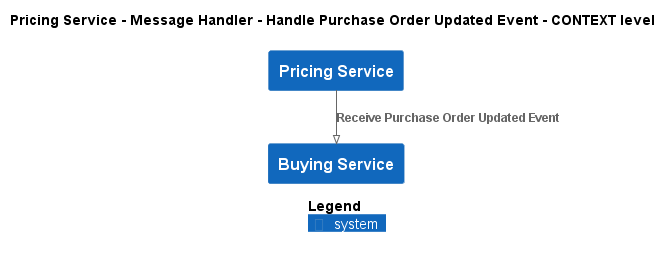 Pricing Service - Message Handler - Handle Purchase Order Updated Event - CONTEXT level
Pricing Service
Receive Purchase Order Updated Event
Buying Service
Legend
system